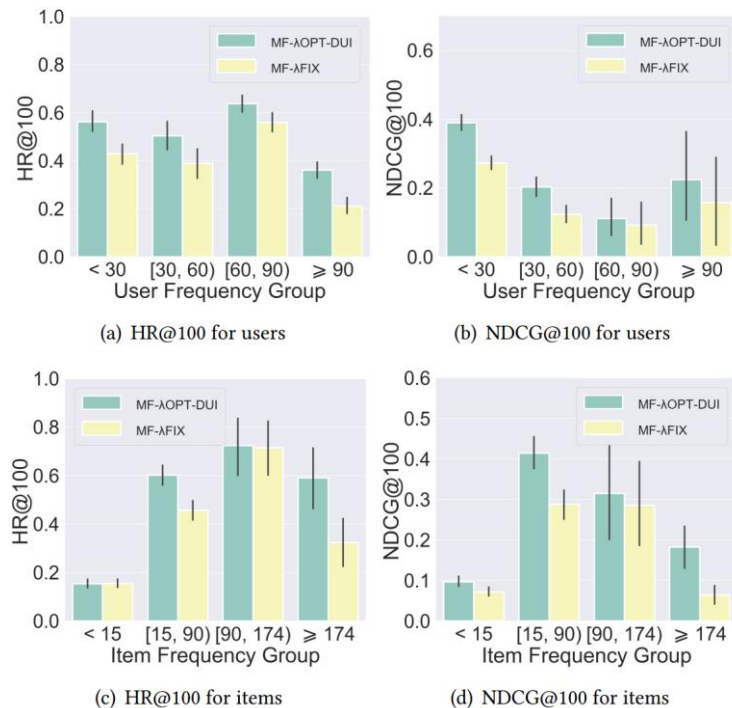 1.0
0.8
0.6
0.4
0.2
0.0
HR@100
MF-λOPT-DUI
MF-λFIX
< 30 [30, 60) [60, 90) ⩾ 90
User Frequency Group
(a) HR@100 for users
0.6
0.4
0.2
0.0
NDCG@100
MF-λOPT-DUI
MF-λFIX
< 30 [30, 60) [60, 90) ⩾ 90
User Frequency Group
(b) NDCG@100 for users
1.0
0.8
0.6
0.4
0.2
0.0
HR@100
MF-λOPT-DUI
MF-λFIX
< 15 [15, 90) [90, 174) ⩾ 174
Item Frequency Group
(c) HR@100 for items
0.6
0.5
0.4
0.3
0.2
0.1
0.0
NDCG@100
MF-λOPT-DUI
MF-λFIX
< 15 [15, 90) [90, 174) ⩾ 174
Item Frequency Group
(d) NDCG@100 for items